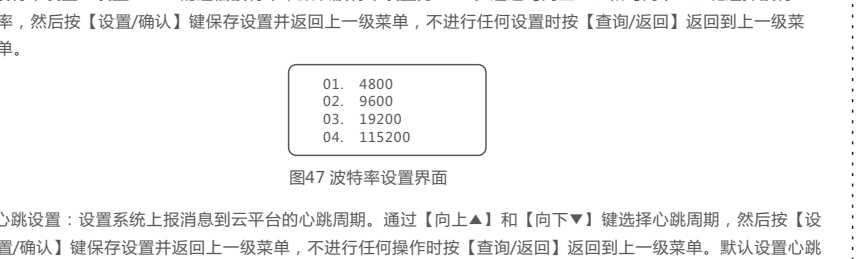 率，然后按【设置/确认】键保存设置并返回上一级菜单，不进行任何设置时按【查询/返回】返回到上一级菜
单。
01. 4800
02. 9600
03. 19200
04. 115200
图47 波特率设置界面
心跳设置：设置系统上报消息到云平台的心跳周期。通过【向上▲】和【向下▼】键选择心跳周期，然后按【设
置/确认】键保存设置并返回上一级菜单，不进行任何操作时按【查询/返回】返回到上一级菜单。默认设置心跳